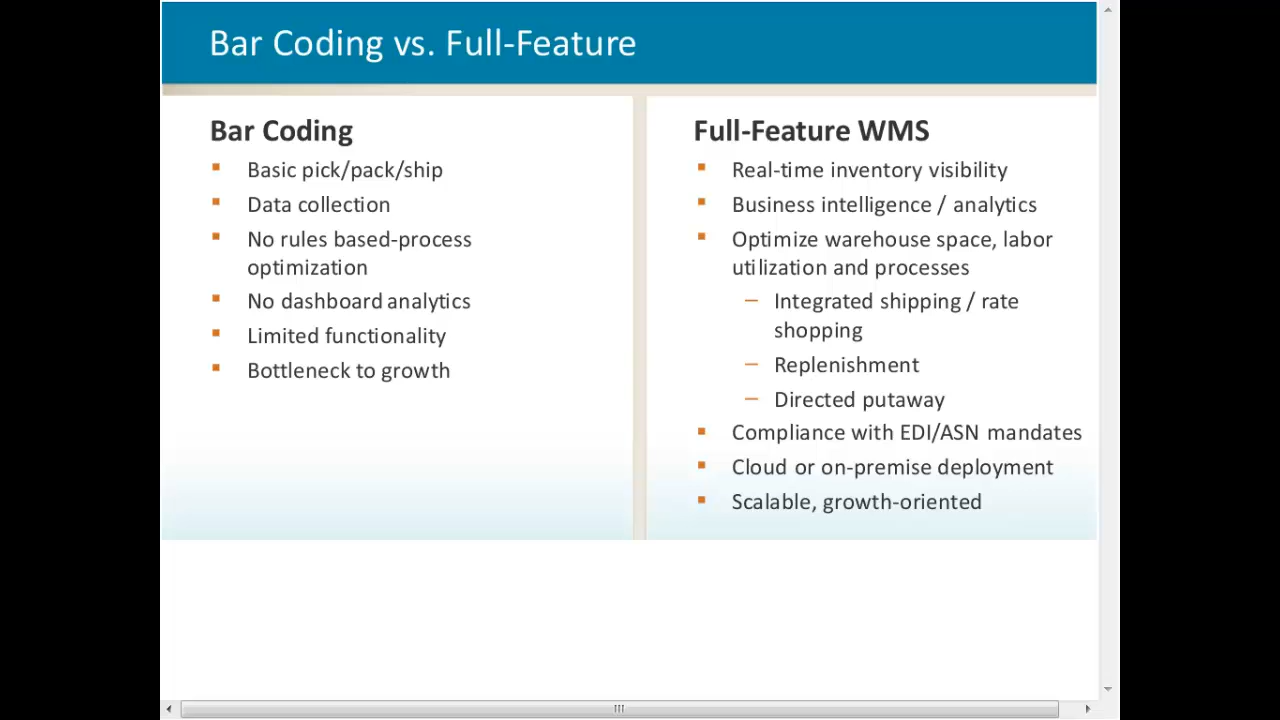 Bar Coding vs. Full-Feature
Bar Coding
Basic pick/pack/ship
Data collection
No rules based-process
optimization
No dashboard analytics
Limited functionality
Bottleneck to growth
Full-Feature WMS
Real-time inventory visibility
Business intelligence / analytics
Optimize warehouse space, labor
utilization and processes
– Integrated shipping / rate
shopping
– Replenishment
– Directed putaway
Compliance with EDI/ASN mandates
Cloud or on-premise deployment
Scalable, growth-oriented